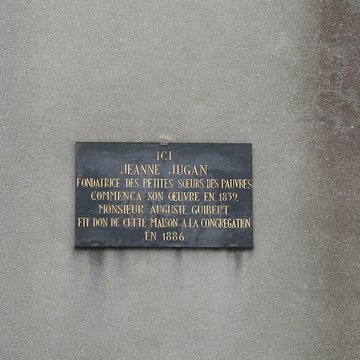 ICI
JEANNE JUGAN
FONDATRICE DES PETITES SŒURS DES PAUVRES
COMMENÇA SON ŒUVRE EN 1839,
MONSIEUR AUGUSTE GUIBERT
FIT DON DE CETTE MAISON A LA CONGREGATION
EN 1886